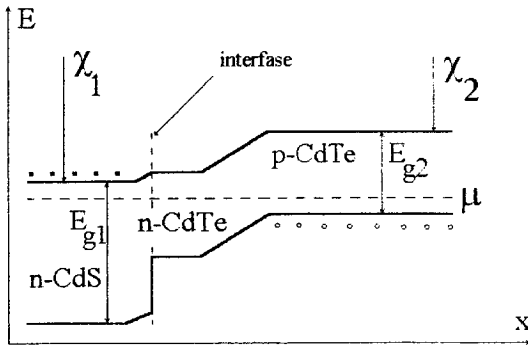 E
χ1
interfase
χ2
p-CdTe
Eg2
μ
n-CdTe
Eg1
n-CdS
x